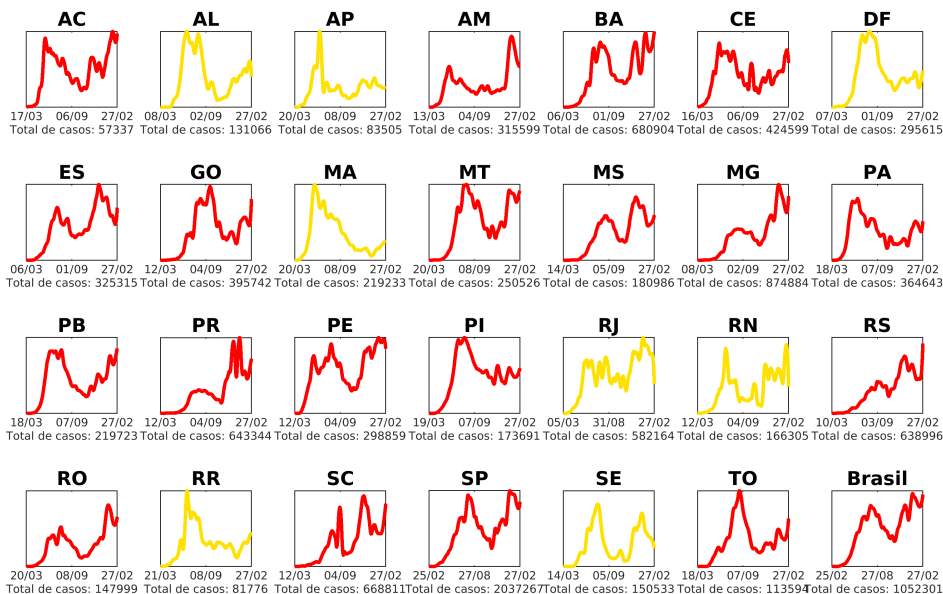 AC AL AP AM BA CE DF
17/03 06/09 27/02 08/03 02/09 27/02 20/03 08/09 27/02 13/03 04/09 27/02 06/03 01/09 27/02 16/03 06/09 27/02 07/03 01/09 27/02
Total de casos: 57337 Total de casos: 131066 Total de casos: 83505 Total de casos: 315599 Total de casos: 680904 Total de casos: 424599 Total de casos: 295615
ES GO MA MT MS MG PA
06/03 01/09 27/02 12/03 04/09 27/02 20/03 08/09 27/02 20/03 08/09 27/02 14/03 05/09 27/02 08/03 02/09 27/02 18/03 07/09 27/02
Total de casos: 325315 Total de casos: 395742 Total de casos: 219233 Total de casos: 250526 Total de casos: 180986 Total de casos: 874884 Total de casos: 364643
PB PR PE PI RJ RN RS
18/03 07/09 27/02 12/03 04/09 27/02 12/03 04/09 27/02 19/03 07/09 27/02 05/03 31/08 27/02 12/03 04/09 27/02 10/03 03/09 27/02
Total de casos: 219723 Total de casos: 643344 Total de casos: 298859 Total de casos: 173691 Total de casos: 582164 Total de casos: 166305 Total de casos: 638996
RO RR SC SP SE TO Brasil
20/03 08/09 27/02 21/03 08/09 27/02 12/03 04/09 27/02 25/02 27/08 27/02 14/03 05/09 27/02 18/03 07/09 27/02 25/02 27/08 27/02
Total de casos: 147999 Total de casos: 81776 Total de casos: 668811 Total de casos: 2037267 Total de casos: 150533 Total de casos: 113594 Total de casos: 1052301